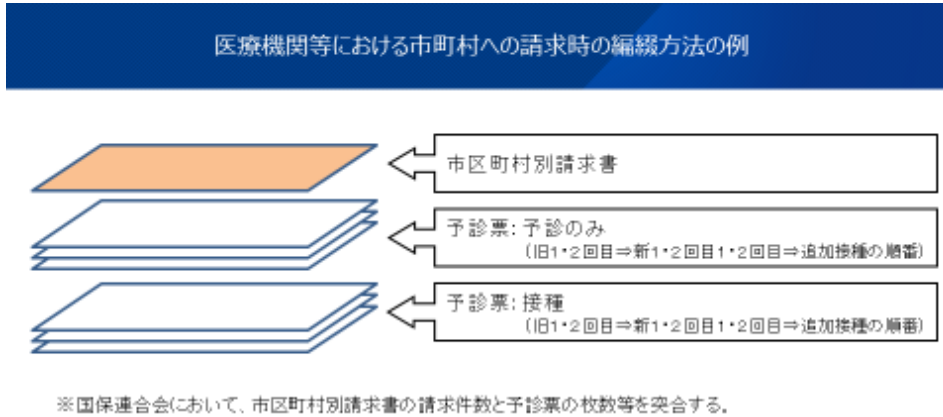 医療機関等における市町村への請求時の編綴方法の例
市区町村別請求書
予診票:予診のみ
(旧1・2回目⇒新1・2回目1・2回目⇒追加接種の順番)
予診票:接種
(旧1・2回目⇒新1・2回目1・2回目⇒追加接種の順番)
※国保連合会において、市区町村別請求書の請求件数と予診票の枚数等を突合する。